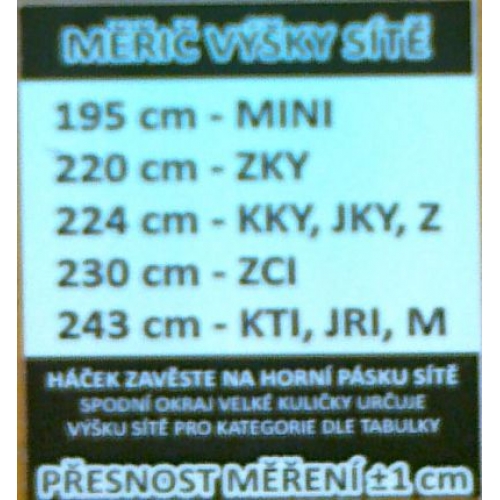 MĚŘIČ VÝŠKY SÍTĚ
195 cm - MINI
220 cm - ZKY
224 cm - KKY, JKY, Z
230 cm - ZCI
243 cm - KTI, JRI, M
HÁČEK ZAVĚSTE NA HORNÍ PÁSKU SÍTĚ
SPODNÍ OKRAJ VELKÉ KULIČKY URČUJE
VÝŠKU SÍTĚ PRO KATEGORIE DLE TABULKY
PŘESNOST MĚŘENÍ ±1 cm